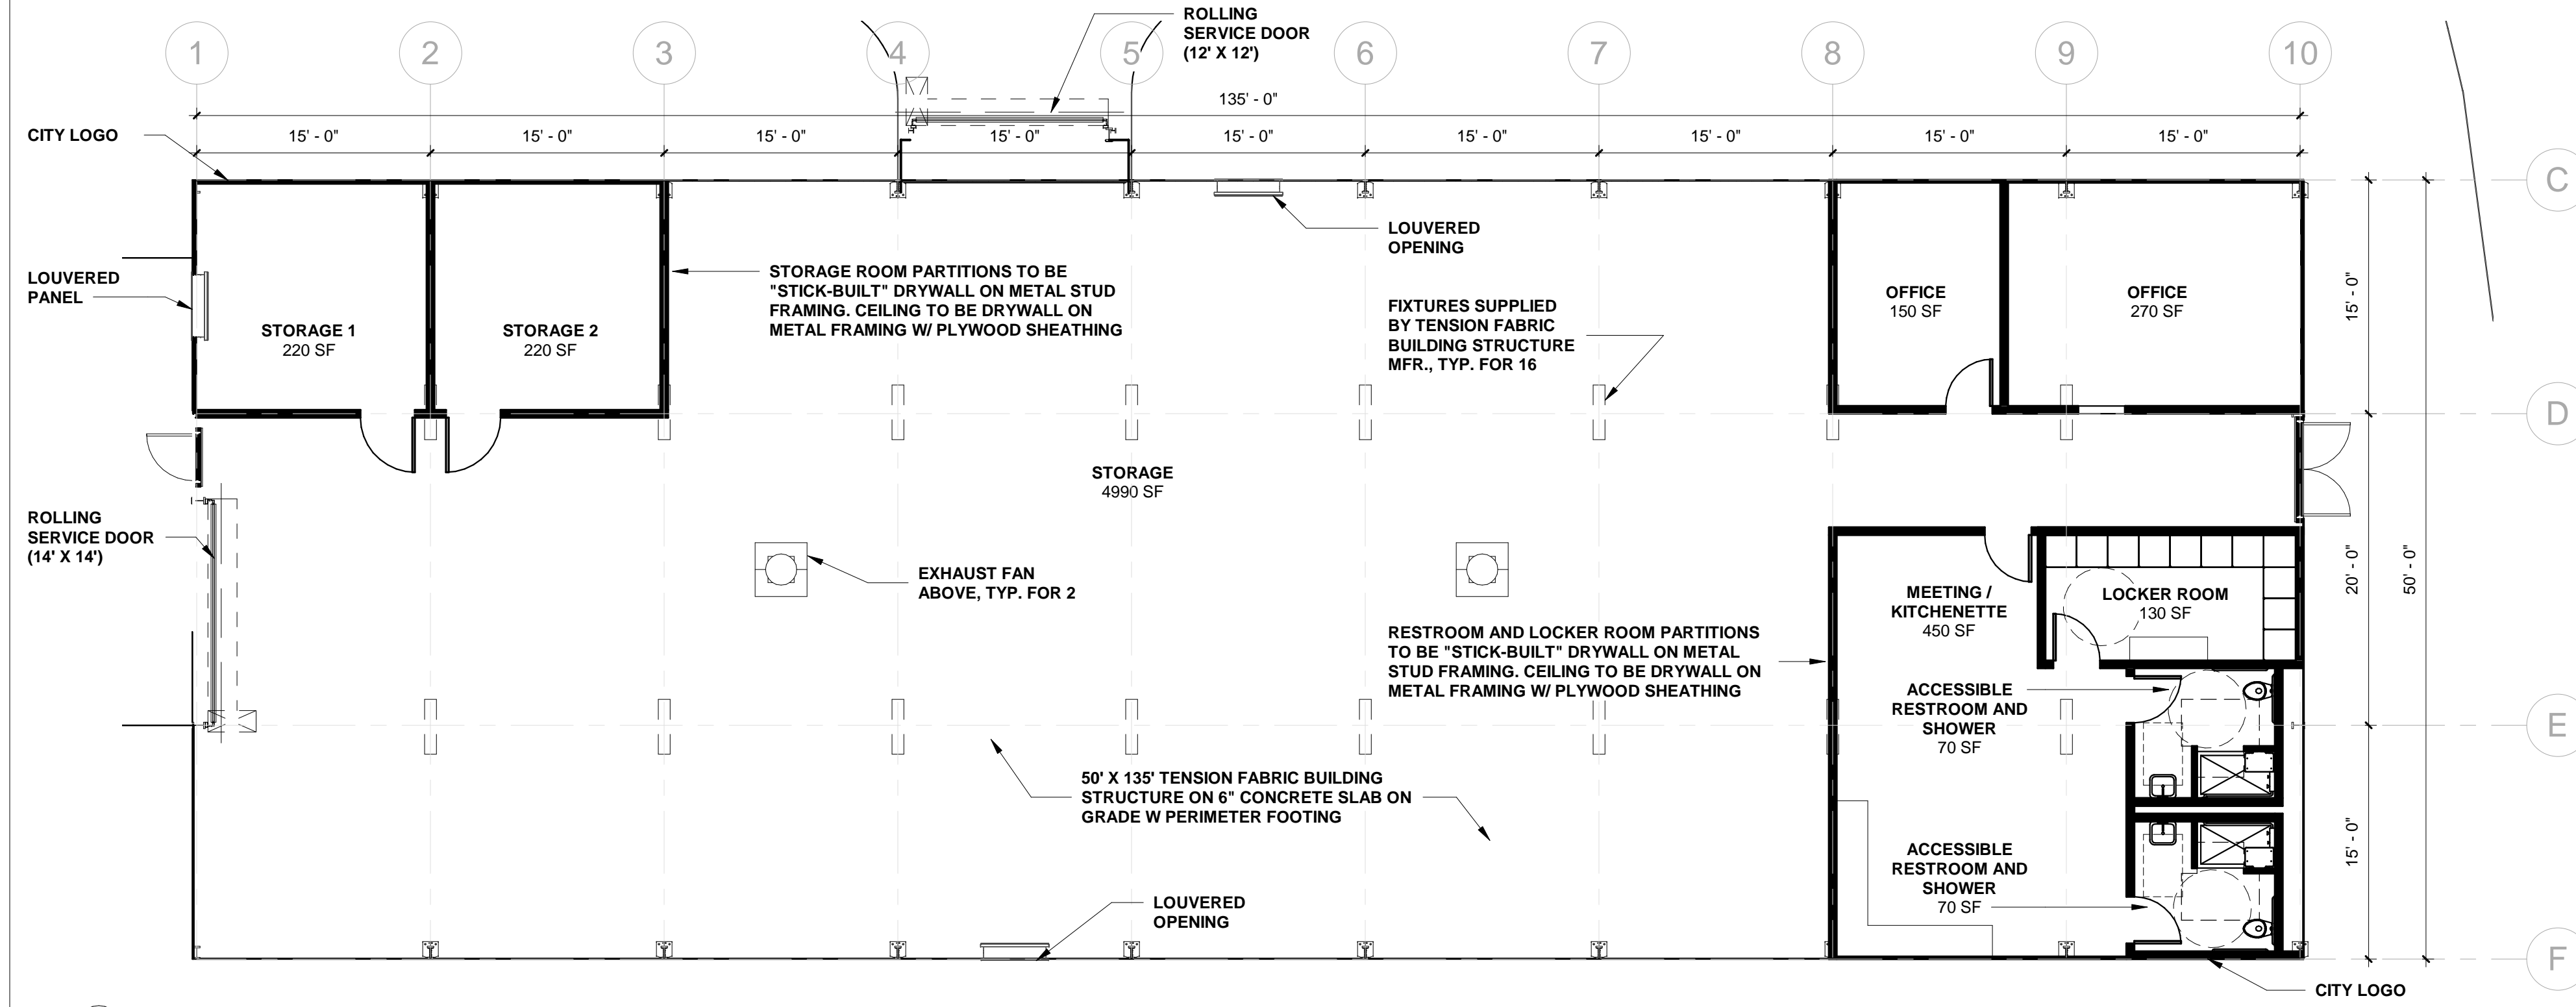 ROLLING
SERVICE DOOR
(12' X 12')
1
2
3
4
5
6
7
8
9
10
135' - 0"
CITY LOGO
15' - 0"
15' - 0"
15' - 0"
15' - 0"
15' - 0"
15' - 0"
15' - 0"
15' - 0"
15' - 0"
C
LOUVERED
OPENING
LOUVERED
PANEL
STORAGE ROOM PARTITIONS TO BE
"STICK-BUILT" DRYWALL ON METAL STUD
FRAMING. CEILING TO BE DRYWALL ON
METAL FRAMING W/ PLYWOOD SHEATHING
STORAGE 1
220 SF
STORAGE 2
220 SF
FIXTURES SUPPLIED
BY TENSION FABRIC
BUILDING STRUCTURE
MFR., TYP. FOR 16
OFFICE
150 SF
OFFICE
270 SF
15' - 0"
D
STORAGE
4990 SF
ROLLING
SERVICE DOOR
(14' X 14')
EXHAUST FAN
ABOVE, TYP. FOR 2
MEETING /
KITCHENETTE
450 SF
LOCKER ROOM
130 SF
20' - 0"
50' - 0"
RESTROOM AND LOCKER ROOM PARTITIONS
TO BE "STICK-BUILT" DRYWALL ON METAL
STUD FRAMING. CEILING TO BE DRYWALL ON
METAL FRAMING W/ PLYWOOD SHEATHING
ACCESSIBLE
RESTROOM AND
SHOWER
70 SF
E
50' X 135' TENSION FABRIC BUILDING
STRUCTURE ON 6" CONCRETE SLAB ON
GRADE W PERIMETER FOOTING
ACCESSIBLE
RESTROOM AND
SHOWER
70 SF
15' - 0"
LOUVERED
OPENING
F
CITY LOGO